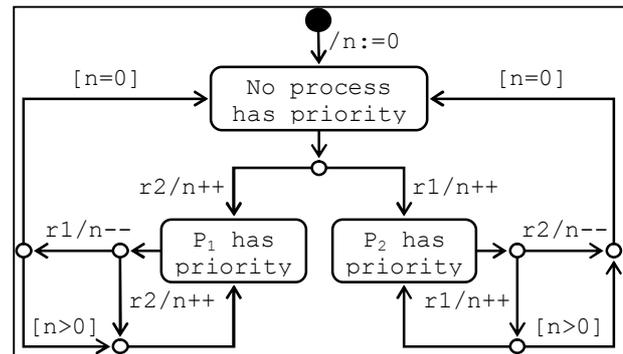 /n:=0
[n=0]
[n=0]
No process
has priority
r2/n++
r1/n++
r1/n--
P₁ has
priority
P₂ has
priority
r2/n--
r2/n++
r1/n++
[n>0]
[n>0]